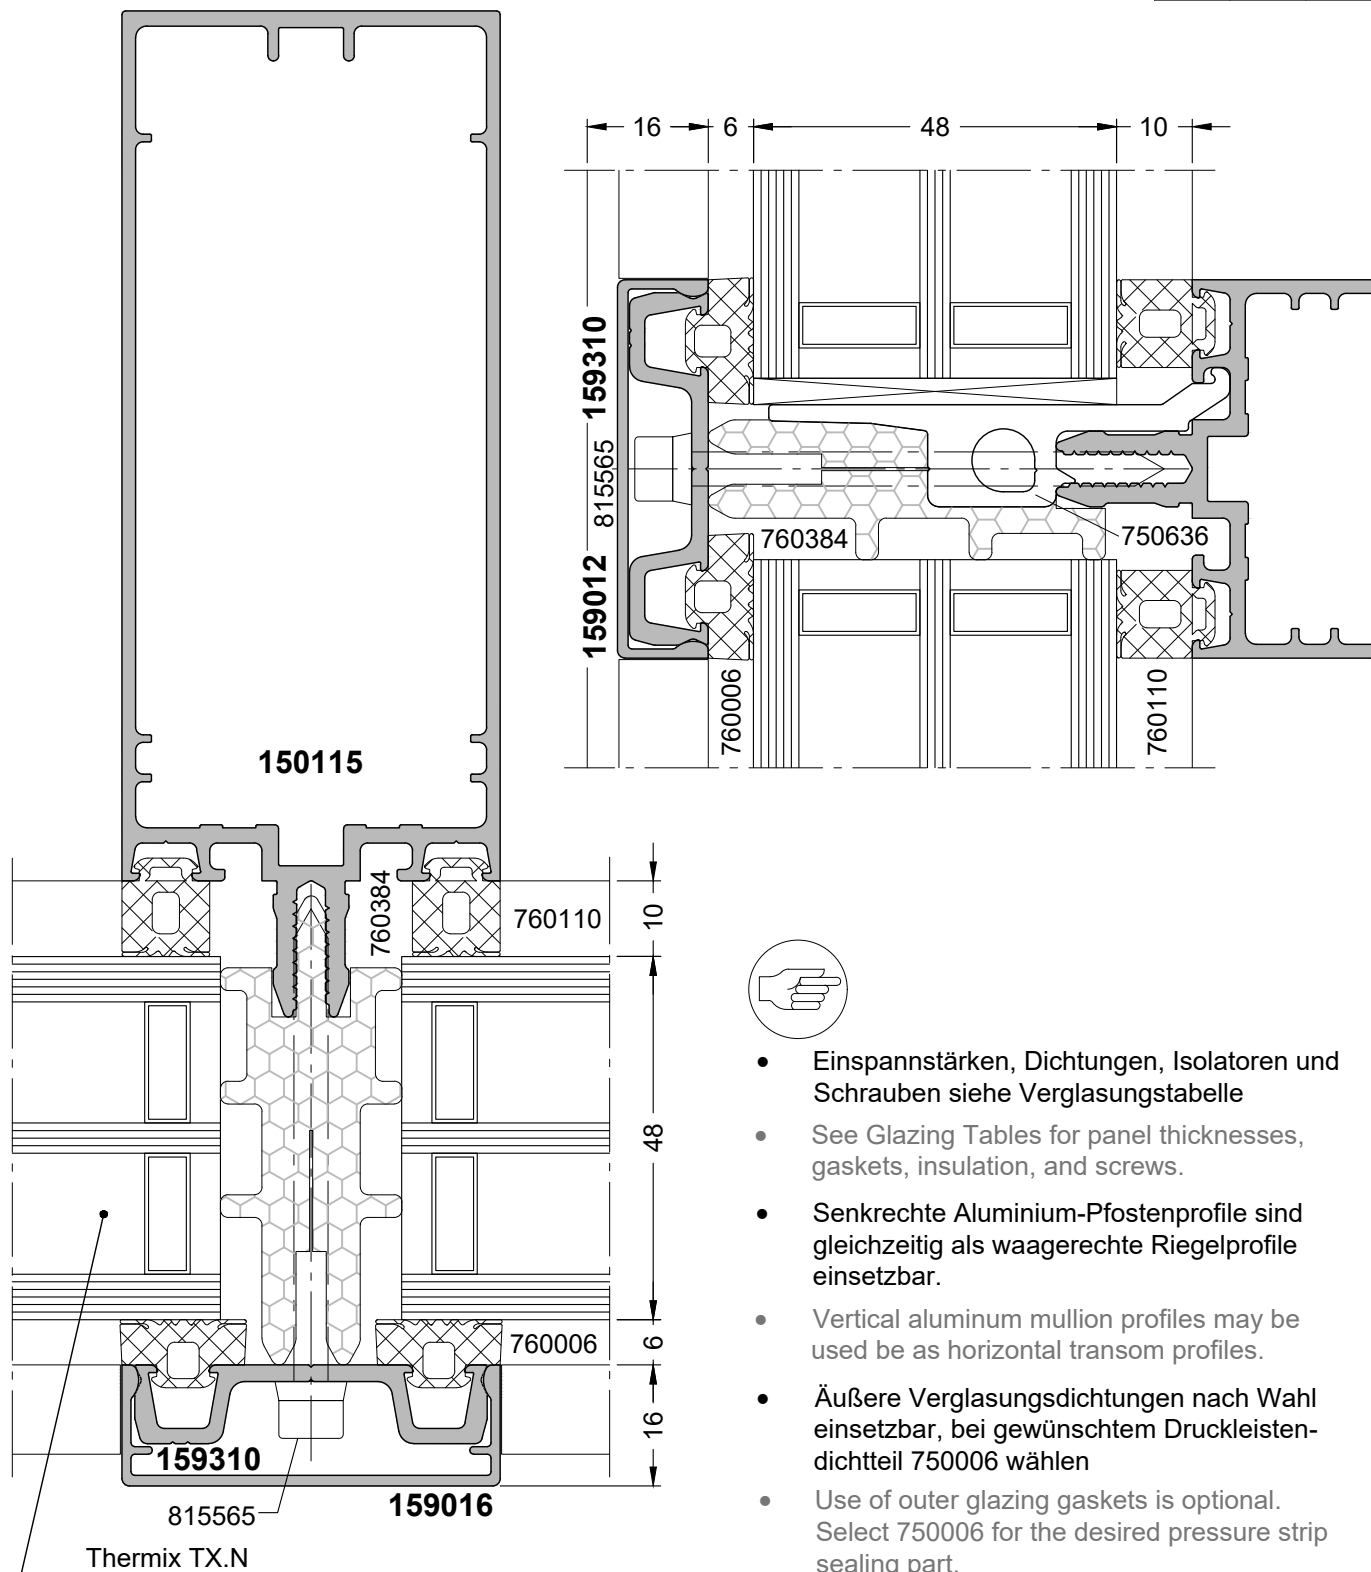 16
6
48
10
159310
815565
159012
760384
750636
760006
760110
150115
760384
760110
10
48
760006
6
16
159310
159016
815565
Thermix TX.N
• Einspannstärken, Dichtungen, Isolatoren und
Schrauben siehe Verglasungstabelle
• See Glazing Tables for panel thicknesses,
gaskets, insulation, and screws.
• Senkrechte Aluminium-Pfostenprofile sind
gleichzeitig als waagerechte Riegelprofile
einsetzbar.
• Vertical aluminum mullion profiles may be
used be as horizontal transom profiles.
• Äußere Verglasungsdichtungen nach Wahl
einsetzbar, bei gewünschtem Druckleisten-
dichtteil 750006 wählen
• Use of outer glazing gaskets is optional.
Select 750006 for the desired pressure strip
sealing part.